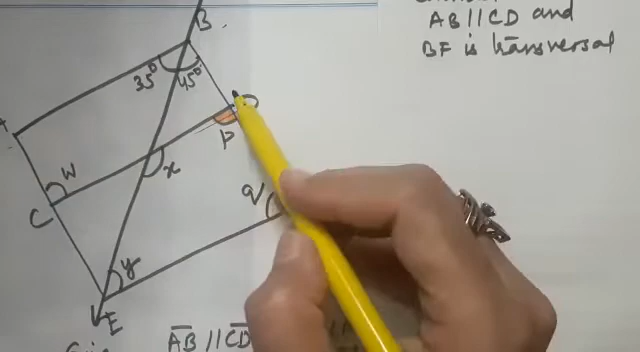 AB // CD and
BF is transversal
B
35°
45°
P
W
x
C
q
y
E
AB // CD